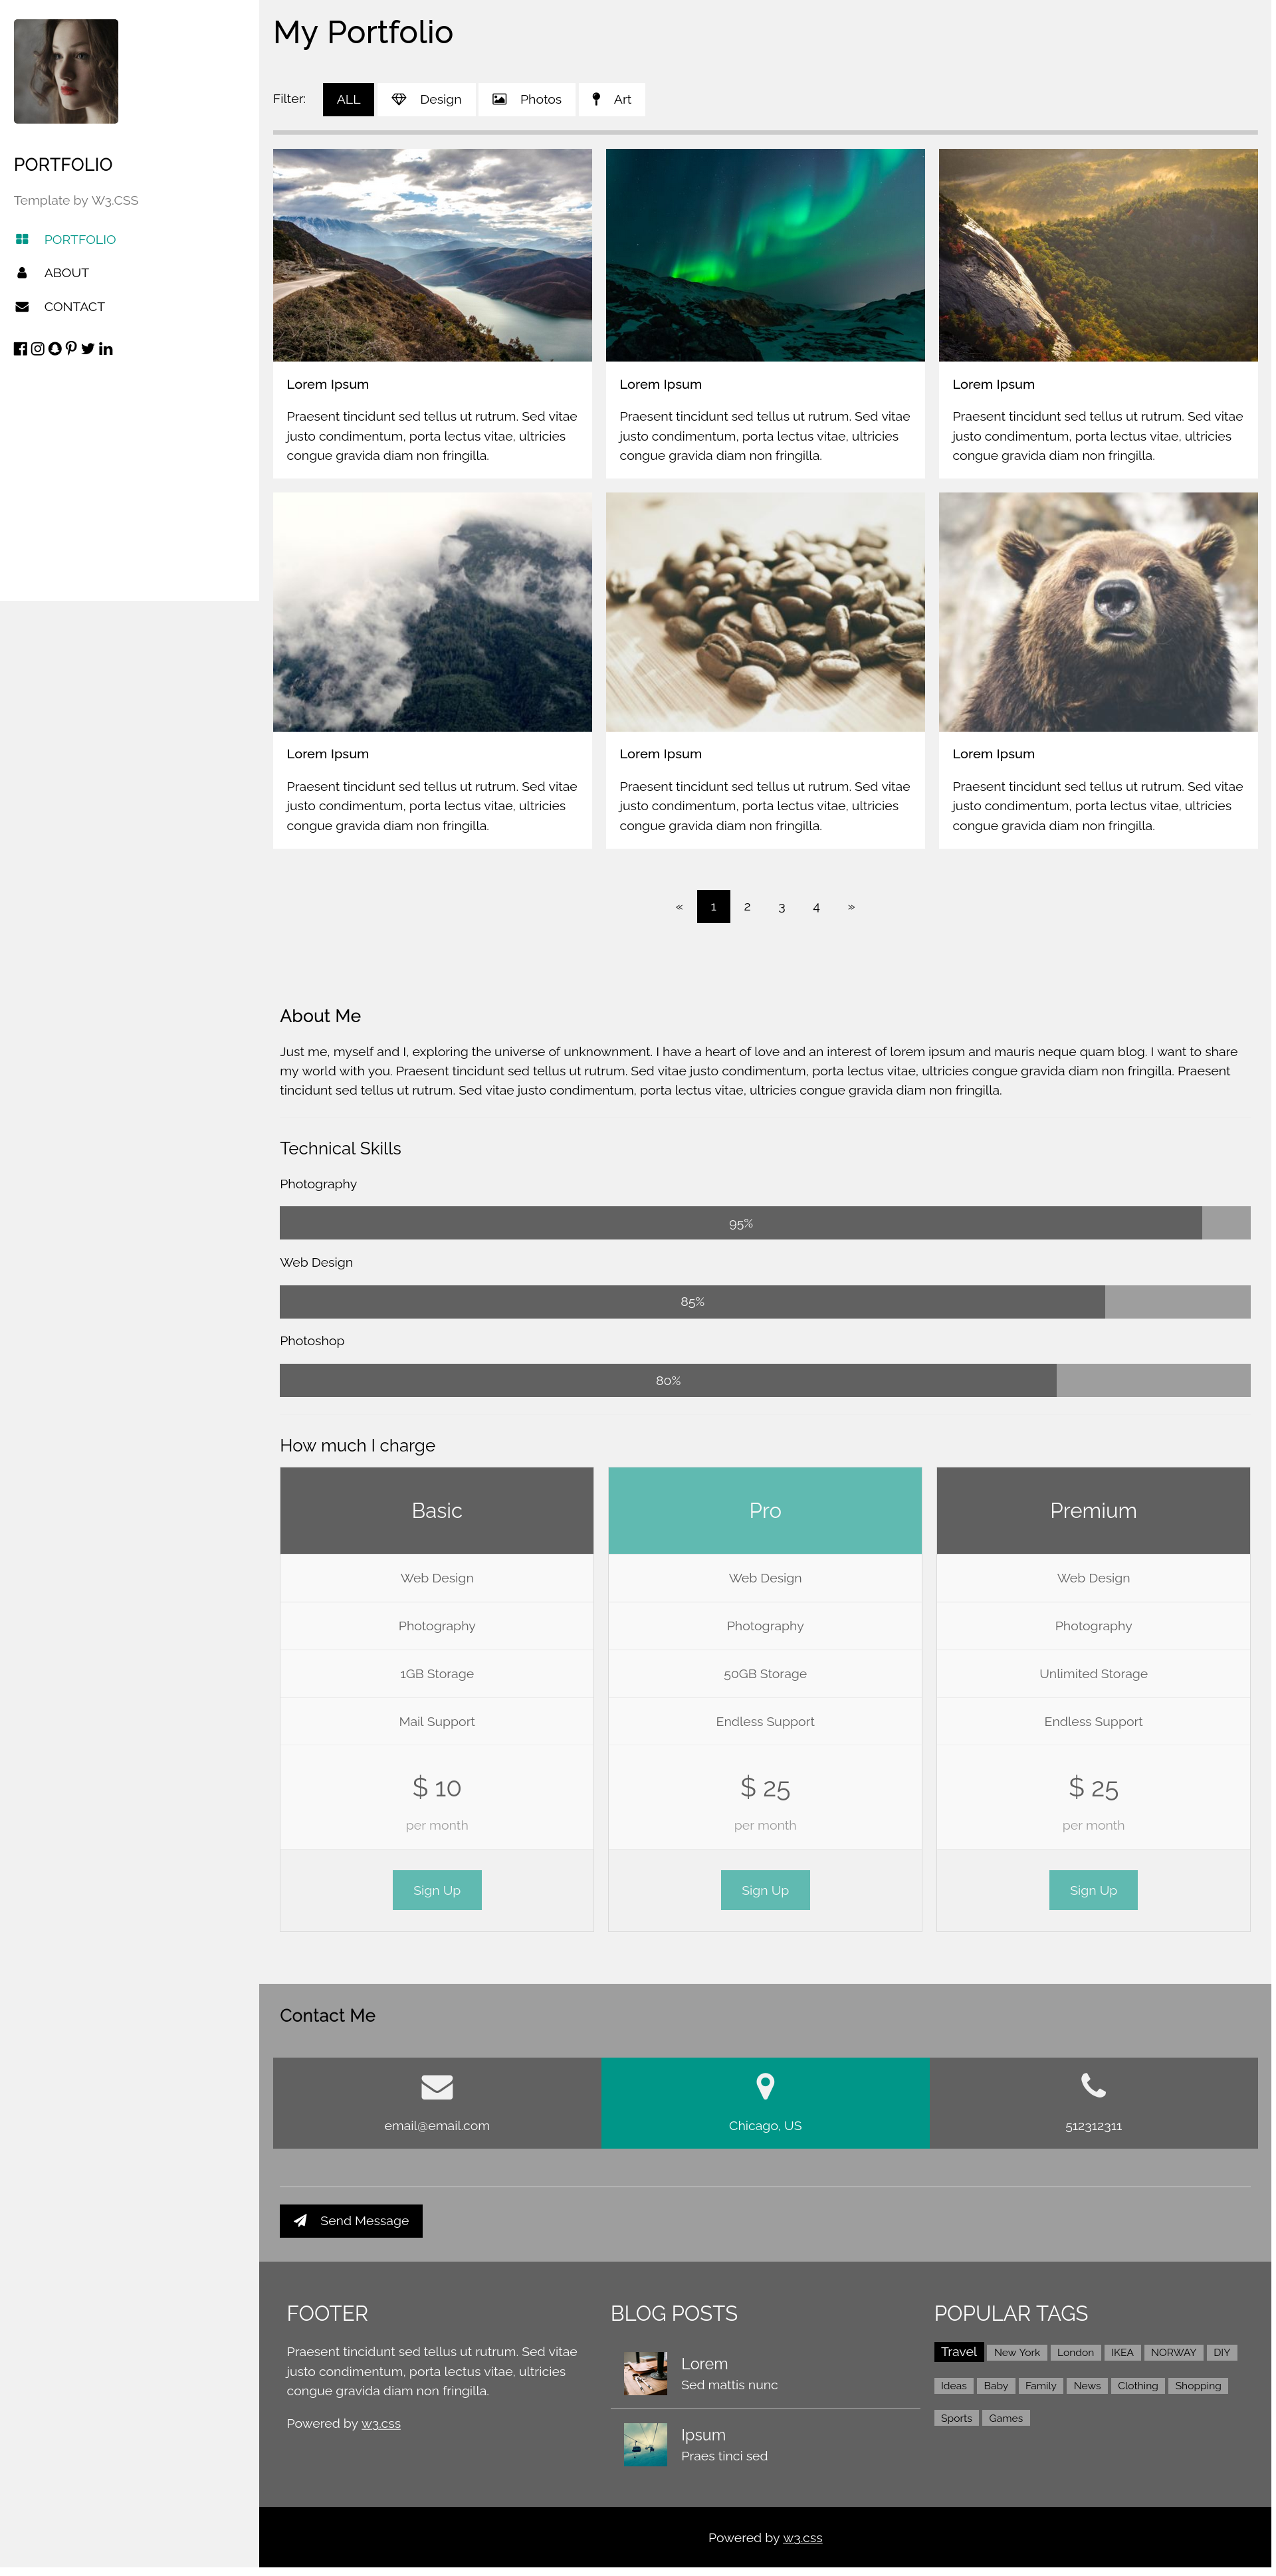 PORTFOLIO
Template by W3.CSS
PORTFOLIO
ABOUT
CONTACT
My Portfolio
Filter: ALL Design Photos Art
Lorem Ipsum
Praesent tincidunt sed tellus ut rutrum. Sed vitae
justo condimentum, porta lectus vitae, ultricies
congue gravida diam non fringilla.
Lorem Ipsum
Praesent tincidunt sed tellus ut rutrum. Sed vitae
justo condimentum, porta lectus vitae, ultricies
congue gravida diam non fringilla.
Lorem Ipsum
Praesent tincidunt sed tellus ut rutrum. Sed vitae
justo condimentum, porta lectus vitae, ultricies
congue gravida diam non fringilla.
Lorem Ipsum
Praesent tincidunt sed tellus ut rutrum. Sed vitae
justo condimentum, porta lectus vitae, ultricies
congue gravida diam non fringilla.
Lorem Ipsum
Praesent tincidunt sed tellus ut rutrum. Sed vitae
justo condimentum, porta lectus vitae, ultricies
congue gravida diam non fringilla.
Lorem Ipsum
Praesent tincidunt sed tellus ut rutrum. Sed vitae
justo condimentum, porta lectus vitae, ultricies
congue gravida diam non fringilla.
« 1 2 3 4 »
About Me
Just me, myself and I, exploring the universe of unknownment. I have a heart of love and an interest of lorem ipsum and mauris neque quam blog. I want to share
my world with you. Praesent tincidunt sed tellus ut rutrum. Sed vitae justo condimentum, porta lectus vitae, ultricies congue gravida diam non fringilla. Praesent
tincidunt sed tellus ut rutrum. Sed vitae justo condimentum, porta lectus vitae, ultricies congue gravida diam non fringilla.
Technical Skills
Photography
95%
Web Design
85%
Photoshop
80%
How much I charge
Basic
Web Design
Photography
1GB Storage
Mail Support
$ 10
per month
Sign Up
Pro
Web Design
Photography
50GB Storage
Endless Support
$ 25
per month
Sign Up
Premium
Web Design
Photography
Unlimited Storage
Endless Support
$ 25
per month
Sign Up
Contact Me
email@email.com
Chicago, US
512312311
Send Message
FOOTER
Praesent tincidunt sed tellus ut rutrum. Sed vitae
justo condimentum, porta lectus vitae, ultricies
congue gravida diam non fringilla.
Powered by w3.css
BLOG POSTS
Lorem
Sed mattis nunc
Ipsum
Praes tinci sed
POPULAR TAGS
Travel New York London IKEA NORWAY DIY
Ideas Baby Family News Clothing Shopping
Sports Games
Powered by w3.css